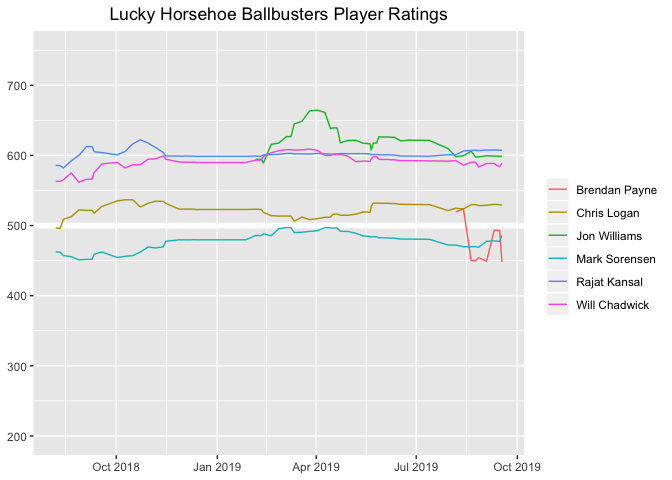 Lucky Horsehoe Ballbusters Player Ratings
700
600
500
400
300
200
Oct 2018
Jan 2019
Apr 2019
Jul 2019
Oct 2019
Brendan Payne
Chris Logan
Jon Williams
Mark Sorensen
Rajat Kansal
Will Chadwick